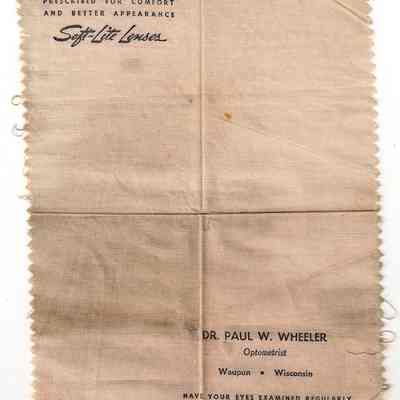 PRESCRIBED FOR COMFORT
AND BETTER APPEARANCE
Soft-Lite Lenses
DR. PAUL W. WHEELER
Optometrist
Waupun • Wisconsin
HAVE YOUR EYES EXAMINED REGULARLY